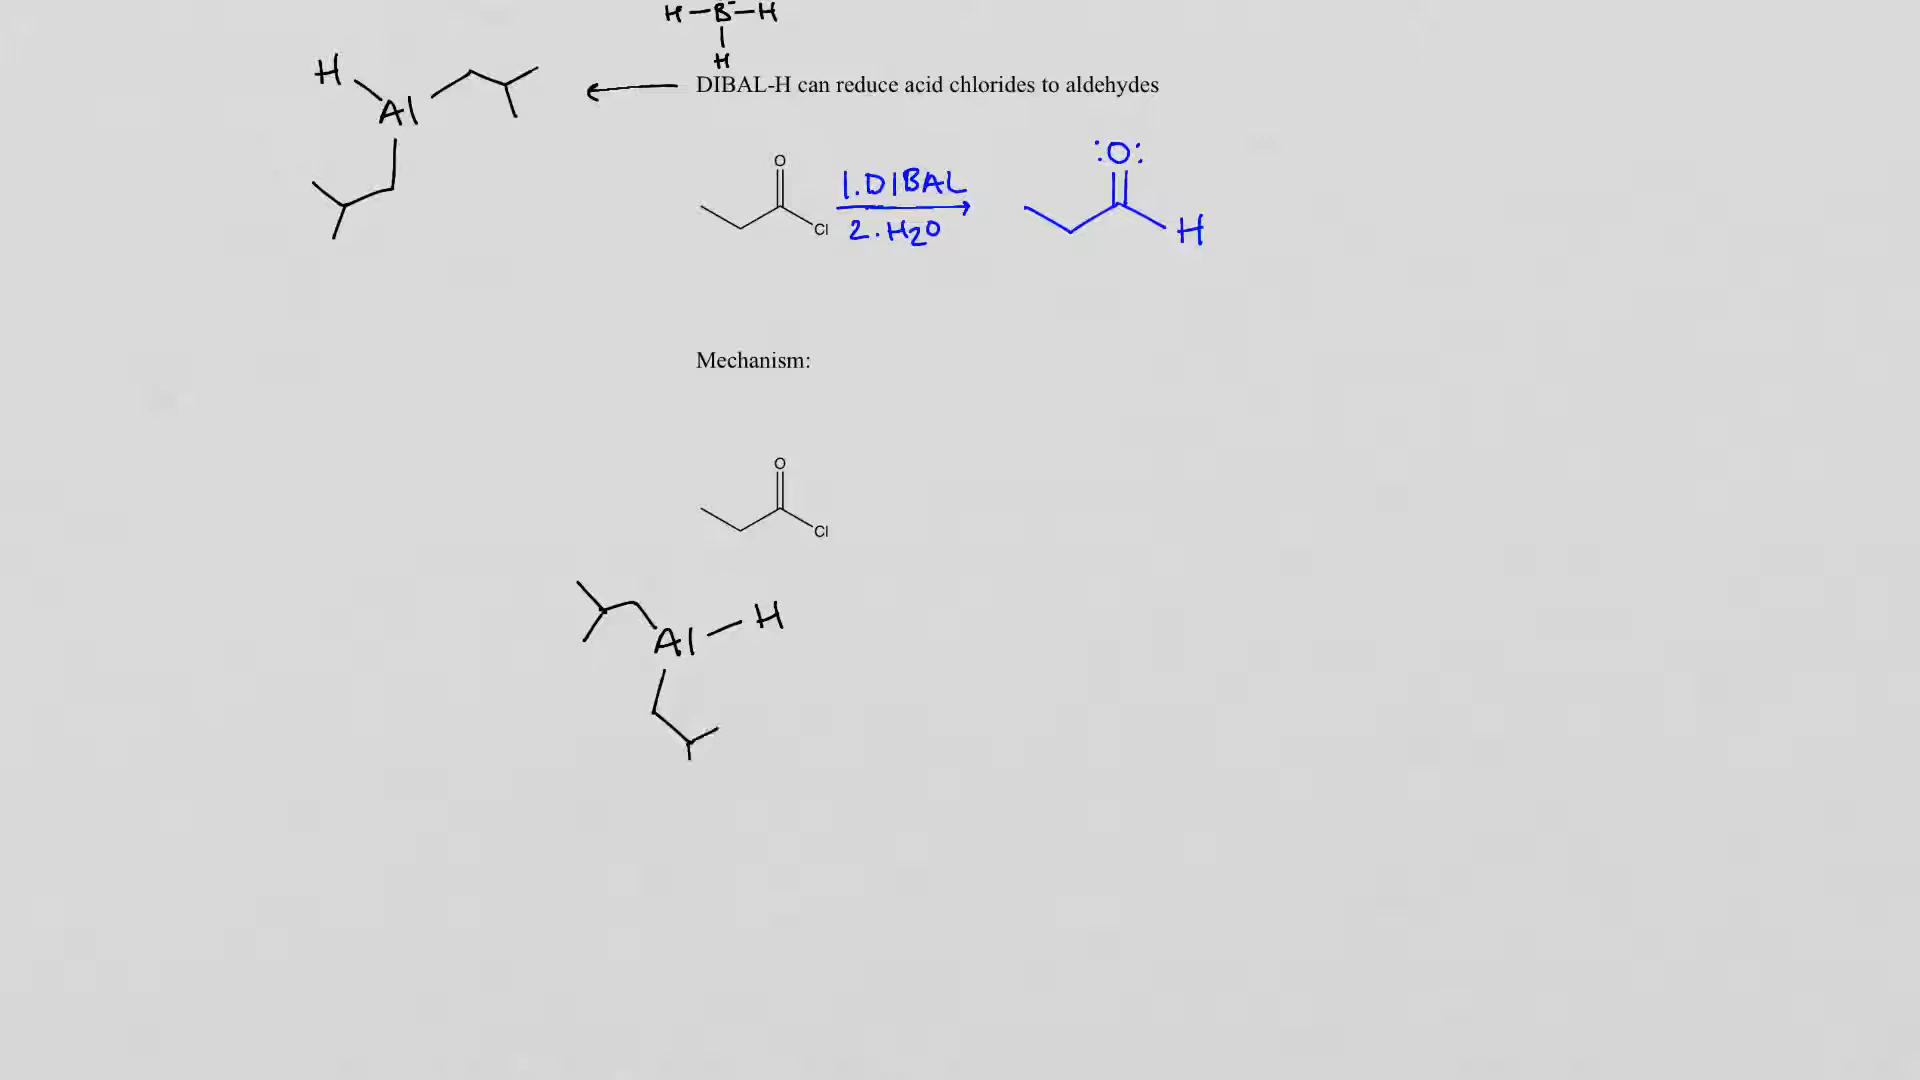 H-B̄-H
H
DIBAL-H can reduce acid chlorides to aldehydes
H
Al
O
Cl
1.DIBAL
2.H₂O
:O:
H
Mechanism:
O
Cl
Al-H